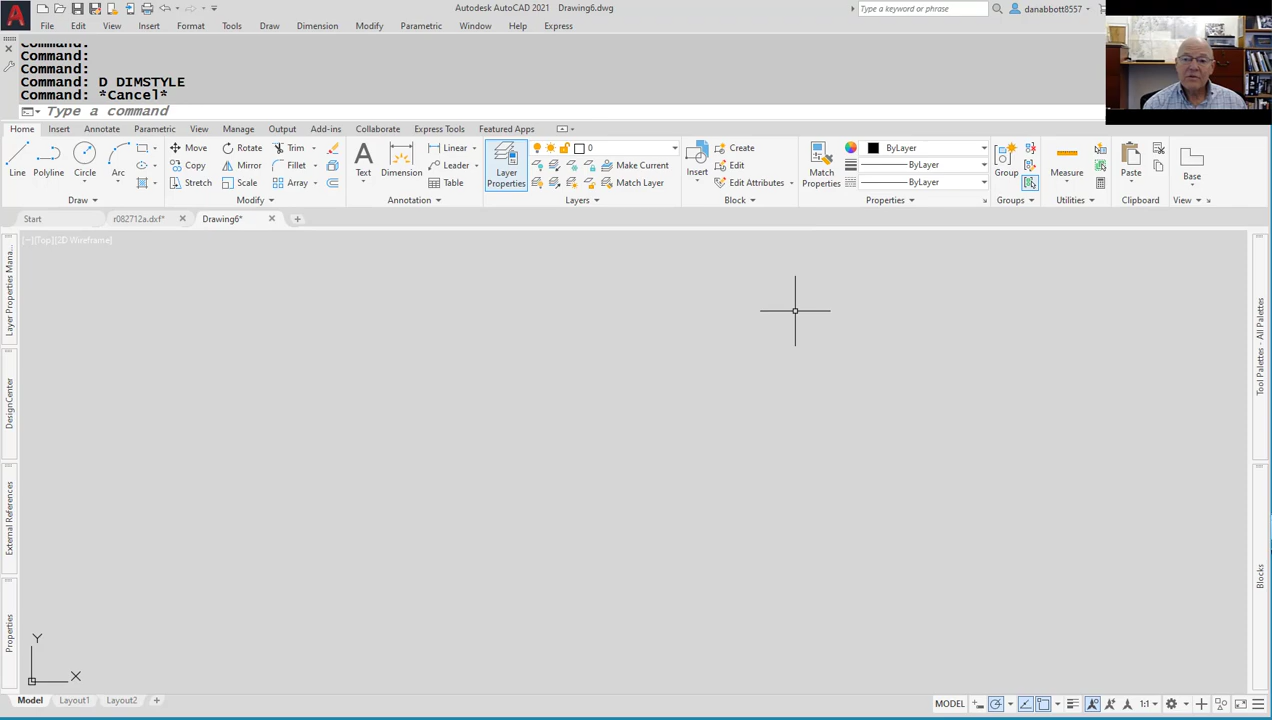 Autodesk AutoCAD 2021 Drawing6.dwg
Type a keyword or phrase
danabbott8557
File Edit View Insert Format Tools Draw Dimension Modify Parametric Window Help Express
Command:
Command:
Command:
Command: D DIMSTYLE
Command: *Cancel*
Type a command
Home Insert Annotate Parametric View Manage Output Add-ins Collaborate Express Tools Featured Apps
Line Polyline Circle Arc
Move Rotate Trim
Copy Mirror Fillet
Stretch Scale Array
Text Dimension
Linear
Leader
Table
Layer Properties
0
Make Current
Match Layer
Insert
Create
Edit
Edit Attributes
Match Properties
ByLayer
ByLayer
ByLayer
Group
Measure
Paste
Base
Draw Modify Annotation Layers Block Properties Groups Utilities Clipboard View
Start r082712a.dxf* Drawing6*
[−][Top][2D Wireframe]
Layer Properties Mana...
DesignCenter
External References
Properties
Tool Palettes - All Palettes
Blocks
Y
X
Model Layout1 Layout2
MODEL
1:1